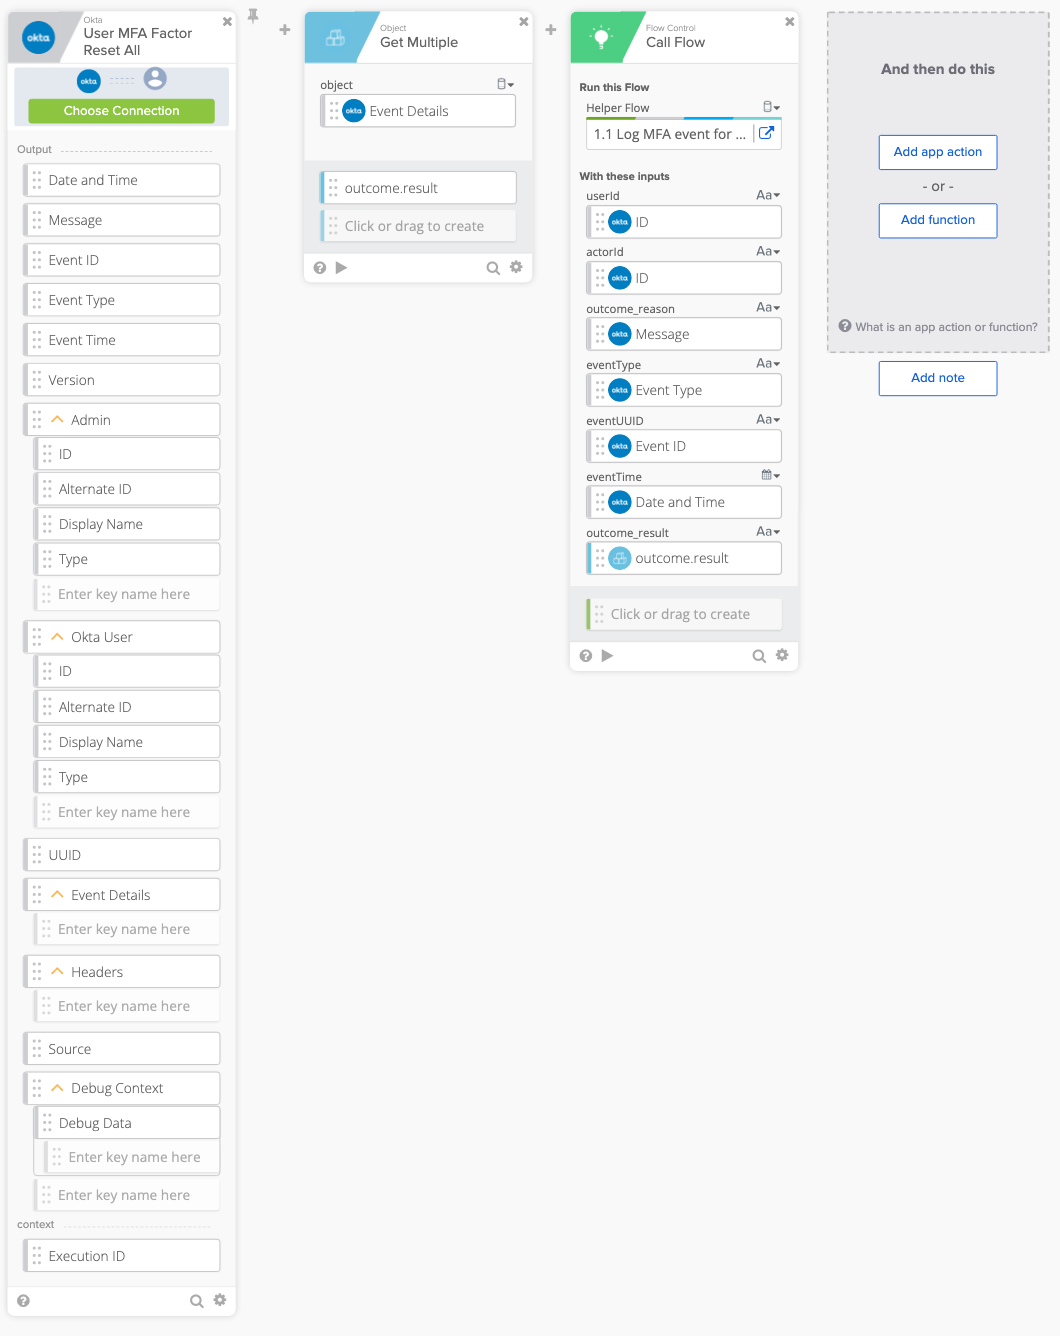 Okta
User MFA Factor
Reset All
okta
okta
Choose Connection
Output
Date and Time
Message
Event ID
Event Type
Event Time
Version
Admin
ID
Alternate ID
Display Name
Type
Enter key name here
Okta User
ID
Alternate ID
Display Name
Type
Enter key name here
UUID
Event Details
Enter key name here
Headers
Enter key name here
Source
Debug Context
Debug Data
Enter key name here
Enter key name here
context
Execution ID
Object
Get Multiple
object
okta Event Details
outcome.result
Click or drag to create
Flow Control
Call Flow
Run this Flow
Helper Flow
1.1 Log MFA event for ...
With these inputs
userId Aa
okta ID
actorId Aa
okta ID
outcome_reason Aa
okta Message
eventType Aa
okta Event Type
eventUUID Aa
okta Event ID
eventTime
okta Date and Time
outcome_result Aa
outcome.result
Click or drag to create
And then do this
Add app action
- or -
Add function
What is an app action or function?
Add note